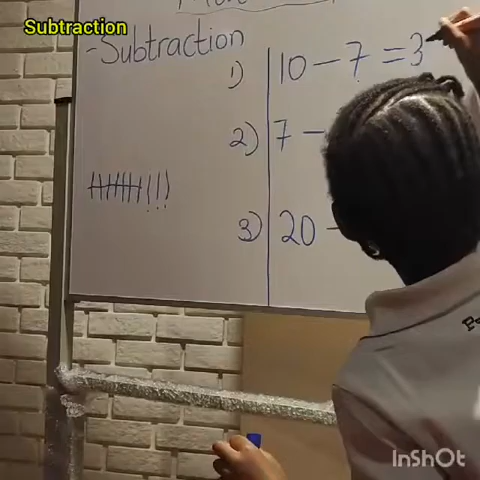 Subtraction
-Subtraction
1) 10 - 7 = 3
2) 7 -
3) 20 -
InShOt